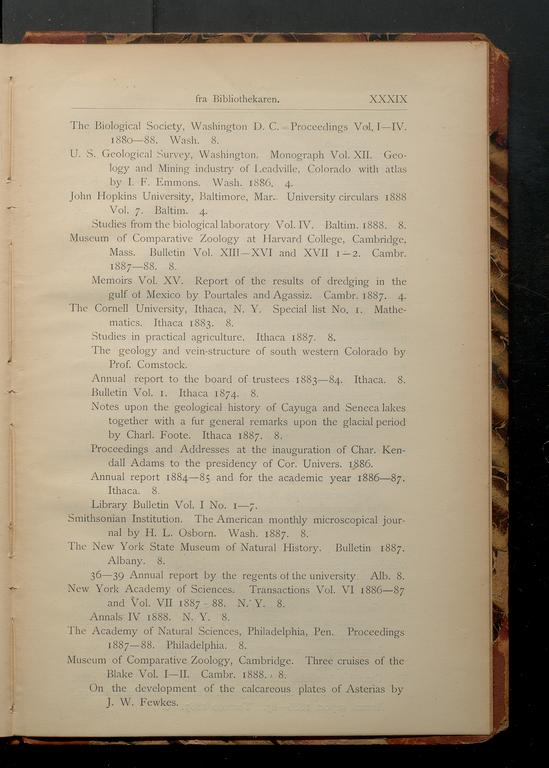 fra Bibliothekaren. XXXIX
The Biological Society, Washington D. C. Proceedings Vol. I—IV.
1880—88. Wash. 8.
U. S. Geological Survey, Washington. Monograph Vol. XII. Geo-
logy and Mining industry of Leadville, Colorado with atlas
by I. F. Emmons. Wash. 1886. 4.
John Hopkins University, Baltimore, Mar. University circulars 1888
Vol. 7. Baltim. 4.
Studies from the biological laboratory Vol. IV. Baltim. 1888. 8.
Museum of Comparative Zoology at Harvard College, Cambridge,
Mass. Bulletin Vol. XIII—XVI and XVII 1—2. Cambr.
1887—88. 8.
Memoirs Vol. XV. Report of the results of dredging in the
gulf of Mexico by Pourtales and Agassiz. Cambr. 1887. 4.
The Cornell University, Ithaca, N. Y. Special list No. 1. Mathe-
matics. Ithaca 1883. 8.
Studies in practical agriculture. Ithaca 1887. 8.
The geology and vein-structure of south western Colorado by
Prof. Comstock.
Annual report to the board of trustees 1883—84. Ithaca. 8.
Bulletin Vol. 1. Ithaca 1874. 8.
Notes upon the geological history of Cayuga and Seneca lakes
together with a fur general remarks upon the glacial period
by Charl. Foote. Ithaca 1887. 8.
Proceedings and Addresses at the inauguration of Char. Ken-
dall Adams to the presidency of Cor. Univers. 1886.
Annual report 1884—85 and for the academic year 1886—87.
Ithaca. 8.
Library Bulletin Vol. I No. 1—7.
Smithsonian Institution. The American monthly microscopical jour-
nal by H. L. Osborn. Wash. 1887. 8.
The New York State Museum of Natural History. Bulletin 1887.
Albany. 8.
36—39 Annual report by the regents of the university Alb. 8.
New York Academy of Sciences. Transactions Vol. VI 1886—87
and Vol. VII 1887—88. N. Y. 8.
Annals IV 1888. N. Y. 8.
The Academy of Natural Sciences, Philadelphia, Pen. Proceedings
1887—88. Philadelphia. 8.
Museum of Comparative Zoology, Cambridge. Three cruises of the
Blake Vol. I—II. Cambr. 1888. 8.
On the development of the calcareous plates of Asterias by
J. W. Fewkes.